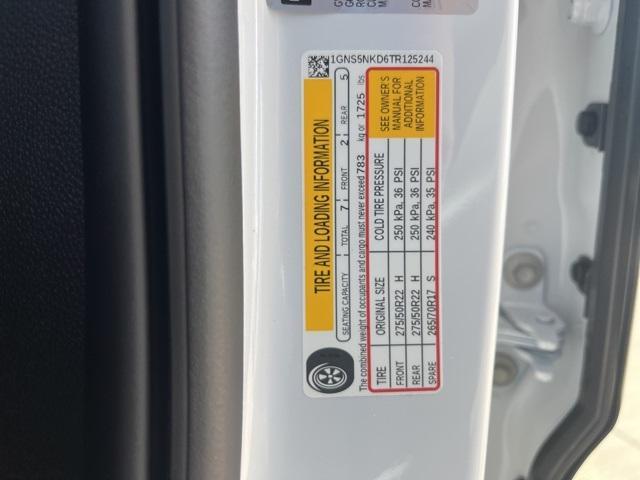 1GNS5NKD6TR125244
TIRE AND LOADING INFORMATION
SEATING CAPACITY TOTAL 7 FRONT 2 REAR 5
The combined weight of occupants and cargo must never exceed 783 kg or 1725 lbs.
TIRE ORIGINAL SIZE COLD TIRE PRESSURE
FRONT 275/50R22 H 250 kPa, 36 PSI
REAR 275/50R22 H 250 kPa, 36 PSI
SPARE 265/70R17 S 240 kPa, 35 PSI
SEE OWNER'S
MANUAL FOR
ADDITIONAL
INFORMATION